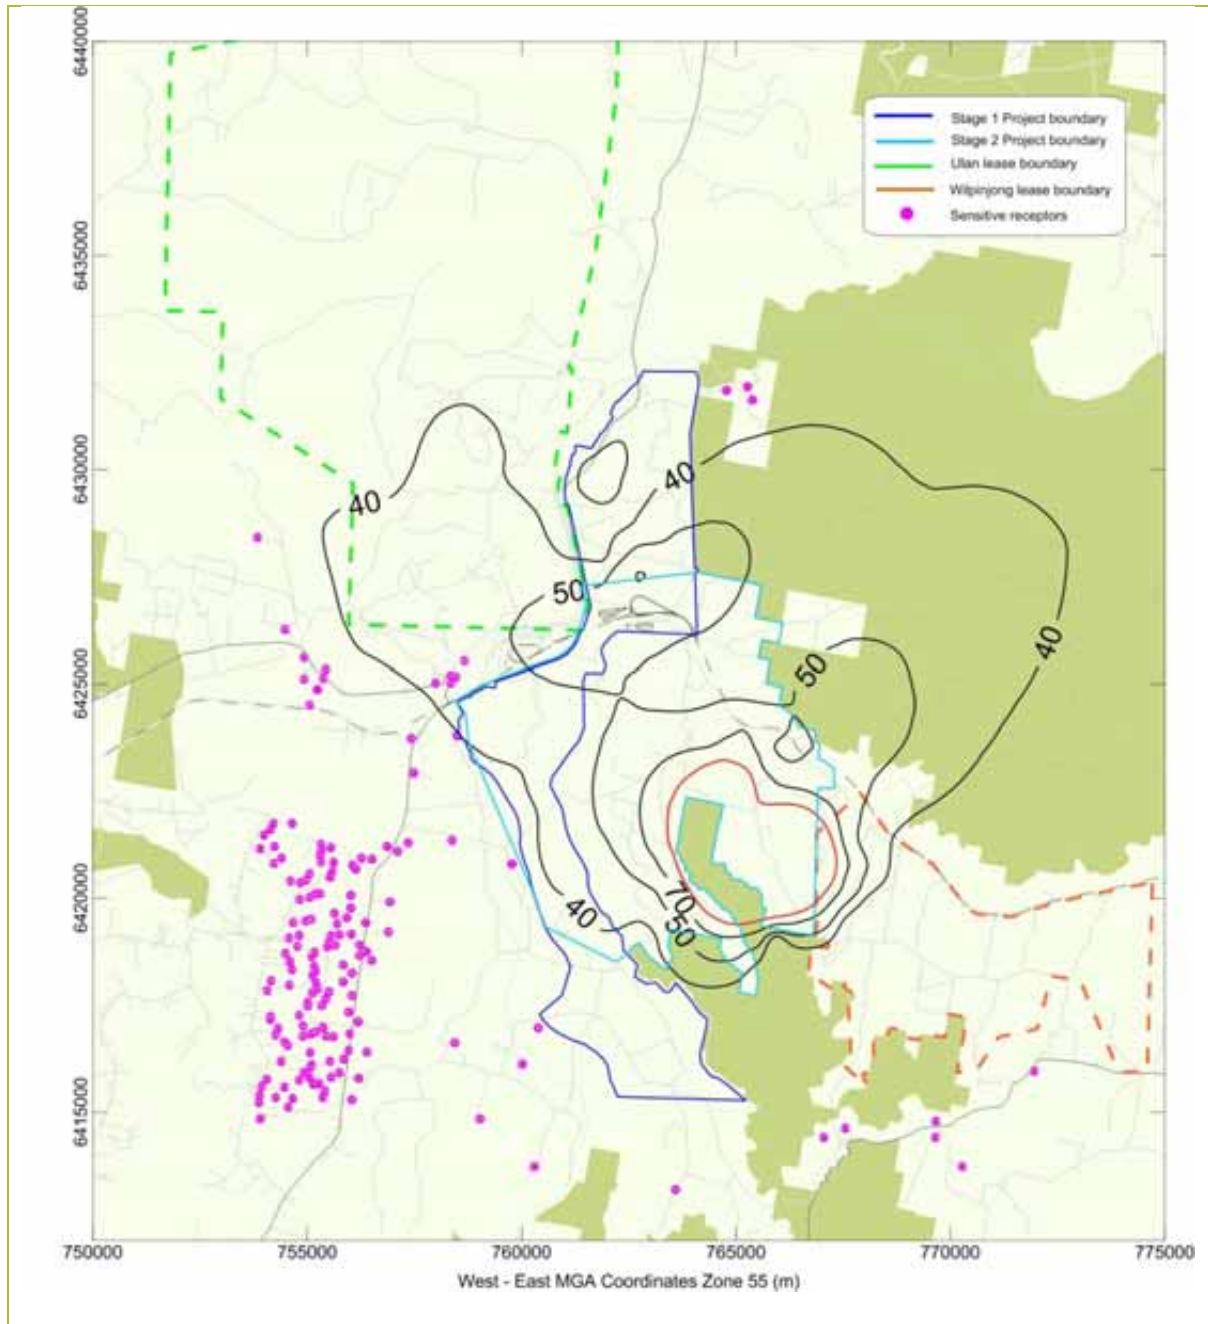 6440000
Stage 1 Project boundary
Stage 2 Project boundary
Ulan lease boundary
Wilpinjong lease boundary
Sensitive receptors
6435000
6430000
40
40
50
50
40
6425000
6420000
70
50
40
6415000
750000 755000 760000 765000 770000 775000
West - East MGA Coordinates Zone 55 (m)